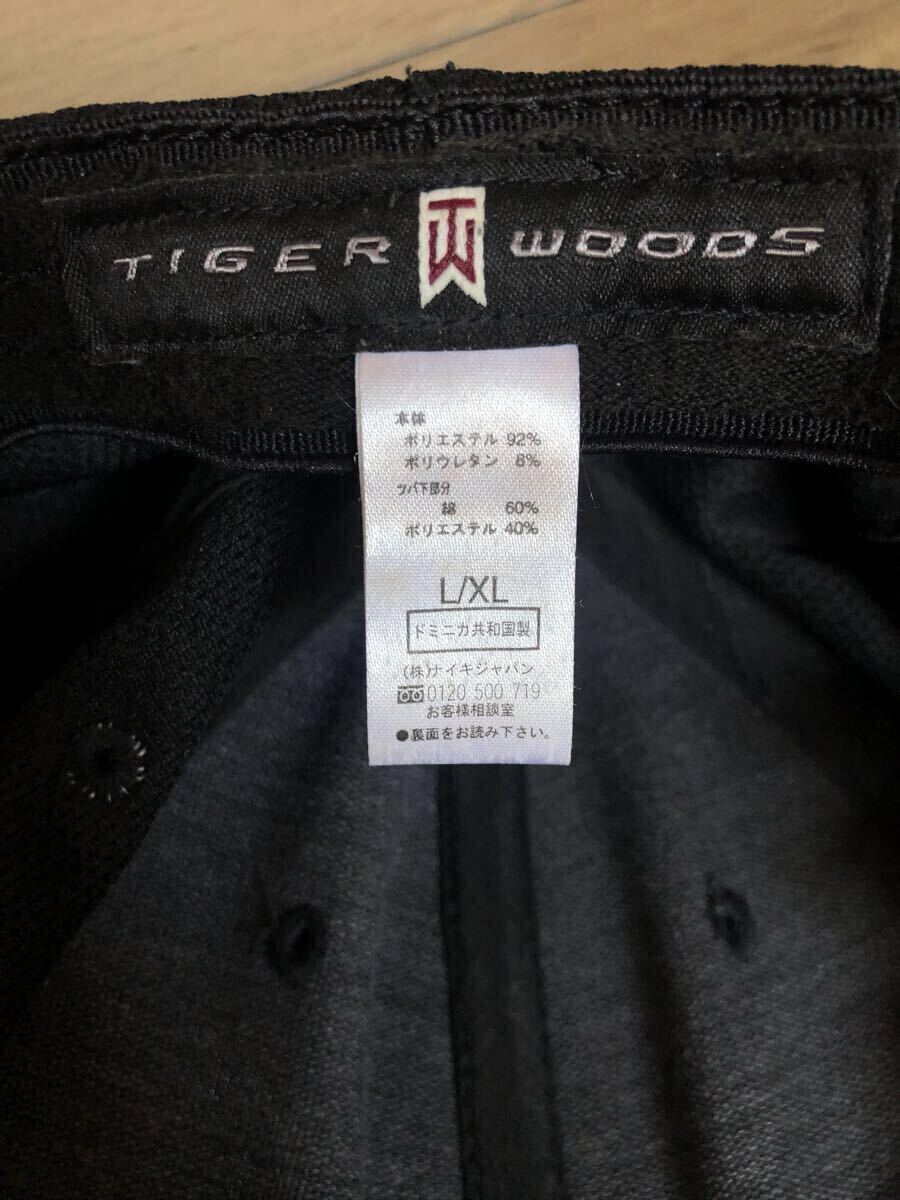 TIGER TW WOODS
本体
ポリエステル 92%
ポリウレタン 8%
ツバ下部分
綿 60%
ポリエステル 40%
L/XL
ドミニカ共和国製
(株)ナイキジャパン
0120 500 719
お客様相談室
●裏面をお読み下さい。